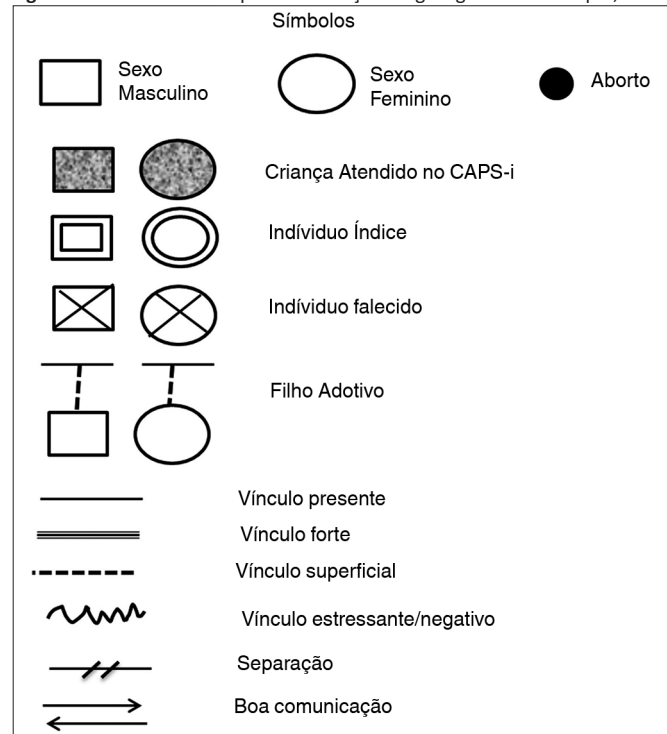 Símbolos
Sexo
Masculino
Sexo
Feminino
Aborto
Criança Atendido no CAPS-i
Indíviduo Índice
Indíviduo falecido
Filho Adotivo
Vínculo presente
Vínculo forte
Vínculo superficial
Vínculo estressante/negativo
Separação
Boa comunicação